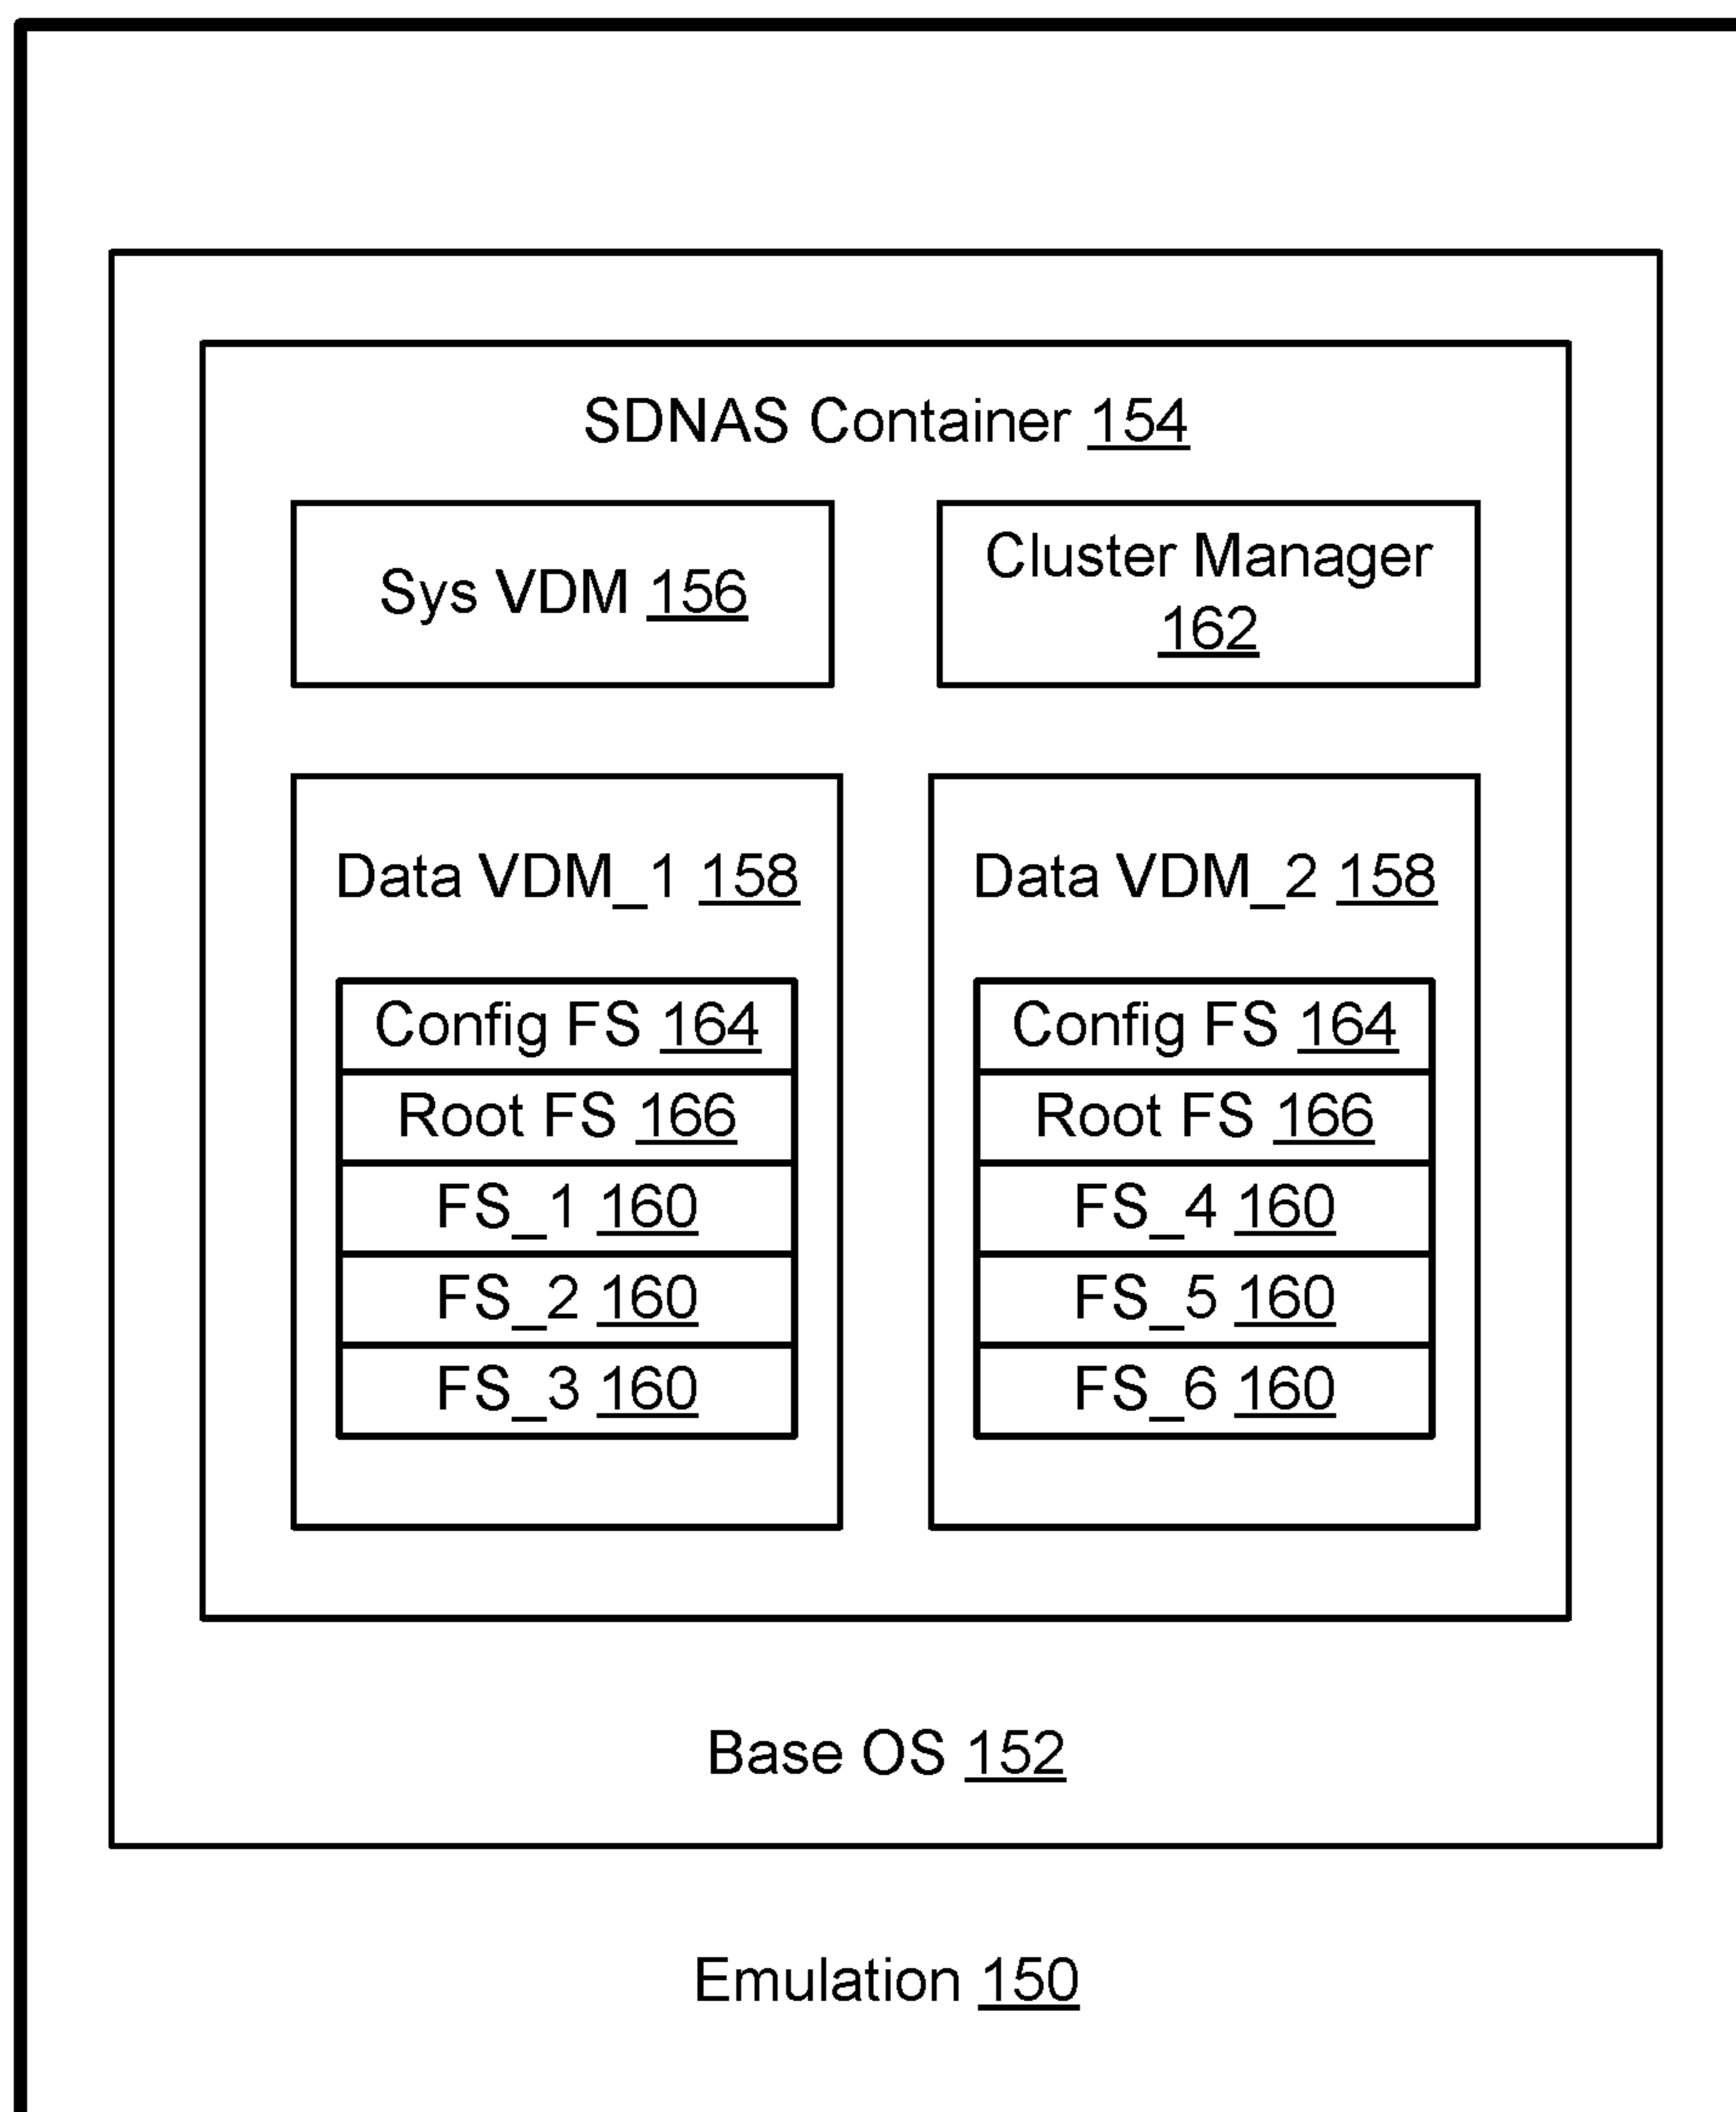 SDNAS Container 154
Sys VDM 156
Cluster Manager
162
Data VDM_1 158
Config FS 164
Root FS 166
FS_1 160
FS_2 160
FS_3 160
Data VDM_2 158
Config FS 164
Root FS 166
FS_4 160
FS_5 160
FS_6 160
Base OS 152
Emulation 150